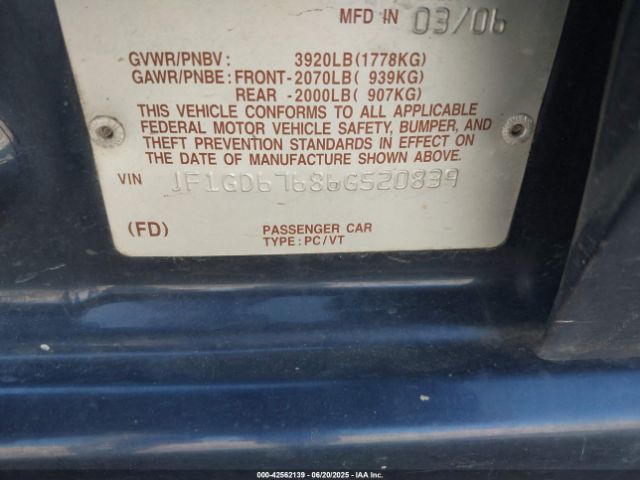 MFD IN 03/06
GVWR/PNBV : 3920LB(1778KG)
GAWR/PNBE: FRONT-2070LB( 939KG)
REAR -2000LB( 907KG)
THIS VEHICLE CONFORMS TO ALL APPLICABLE
FEDERAL MOTOR VEHICLE SAFETY, BUMPER, AND
THEFT PREVENTION STANDARDS IN EFFECT ON
THE DATE OF MANUFACTURE SHOWN ABOVE.
VIN JF1GD67686G520839
(FD) PASSENGER CAR
TYPE: PC/VT
000-42562139 | 06/20/2025 | IAA Inc.